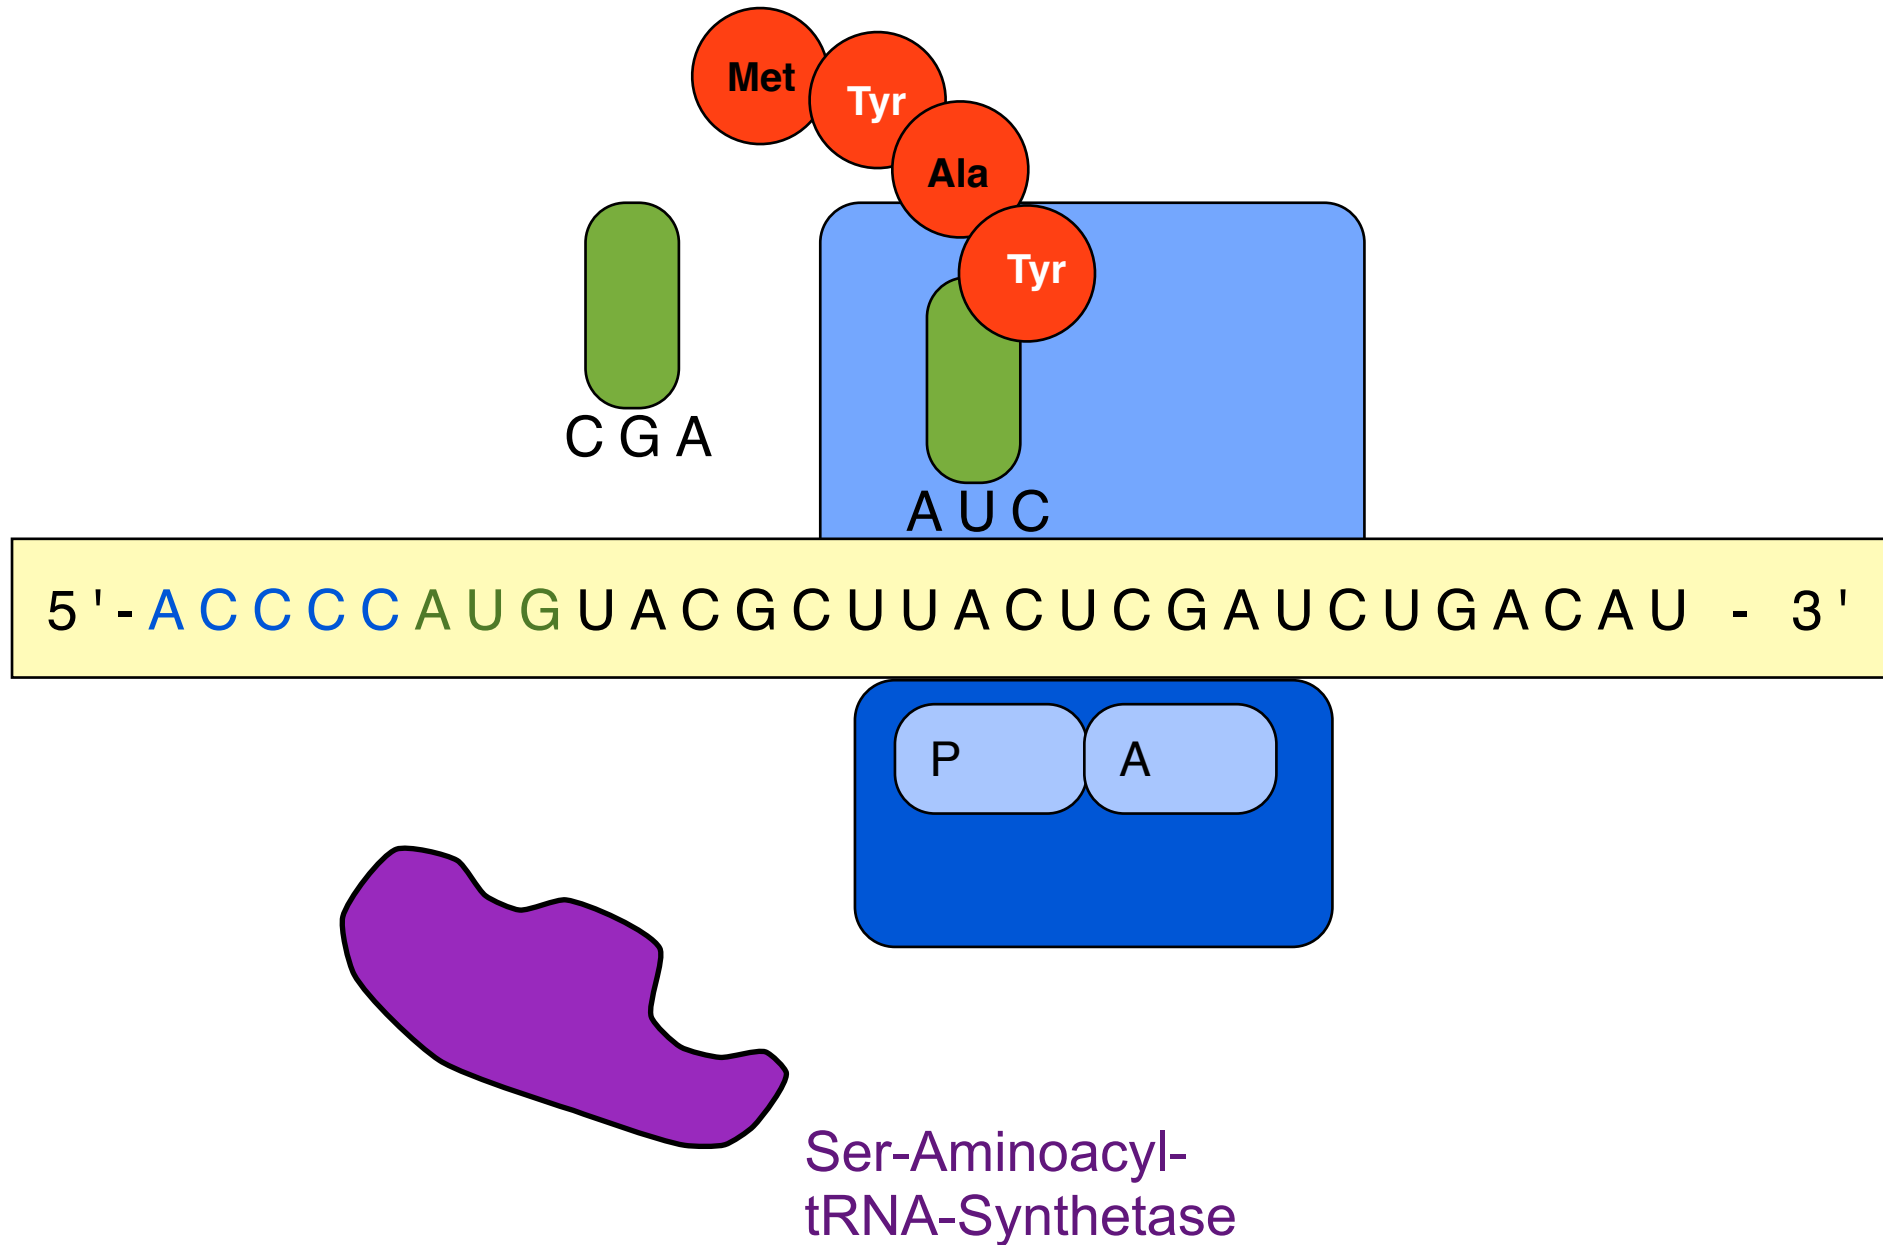 Met
Tyr
Ala
Tyr
C G A
A U C
5'-ACCCCAUGUACGCUUACUCGAUCUGACAU - 3'
P
A
Ser-Aminoacyl-
tRNA-Synthetase